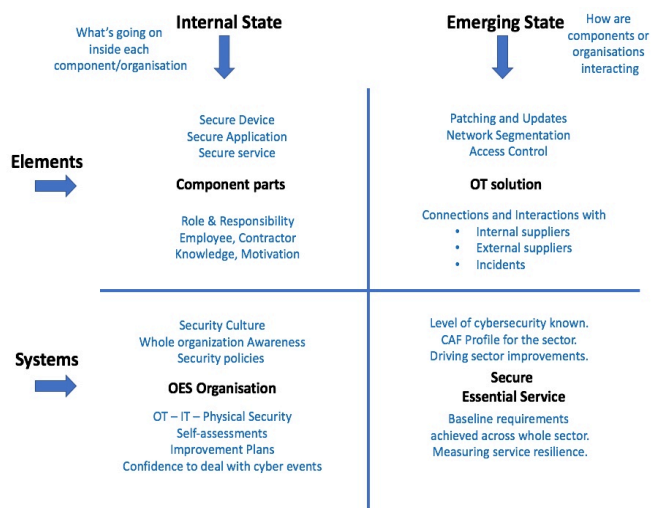 Internal State
Emerging State
What's going on
inside each
component/organisation
How are
components or
organisations
interacting
Elements
Secure Device
Secure Application
Secure service
Component parts
Role & Responsibility
Employee, Contractor
Knowledge, Motivation
Patching and Updates
Network Segmentation
Access Control
OT solution
Connections and Interactions with
• Internal suppliers
• External suppliers
• Incidents
Systems
Security Culture
Whole organization Awareness
Security policies
OES Organisation
OT – IT – Physical Security
Self-assessments
Improvement Plans
Confidence to deal with cyber events
Level of cybersecurity known.
CAF Profile for the sector.
Driving sector improvements.
Secure
Essential Service
Baseline requirements
achieved across whole sector.
Measuring service resilience.